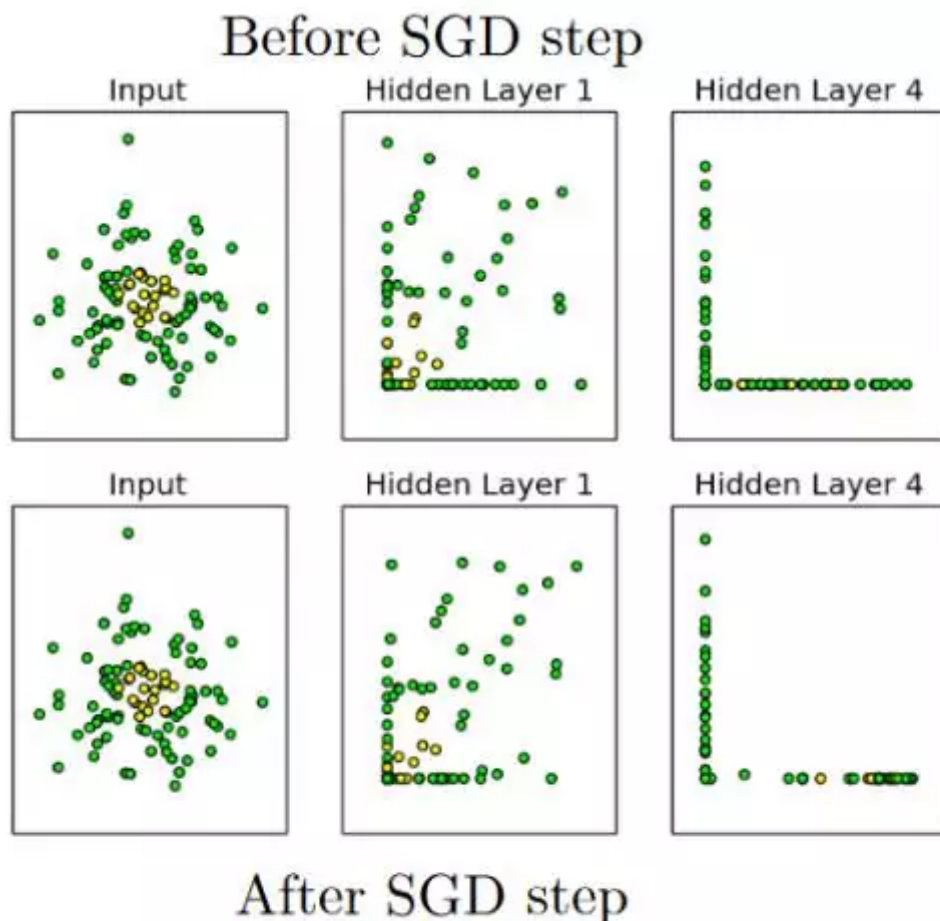 Before SGD step
Input Hidden Layer 1 Hidden Layer 4
Input Hidden Layer 1 Hidden Layer 4
After SGD step